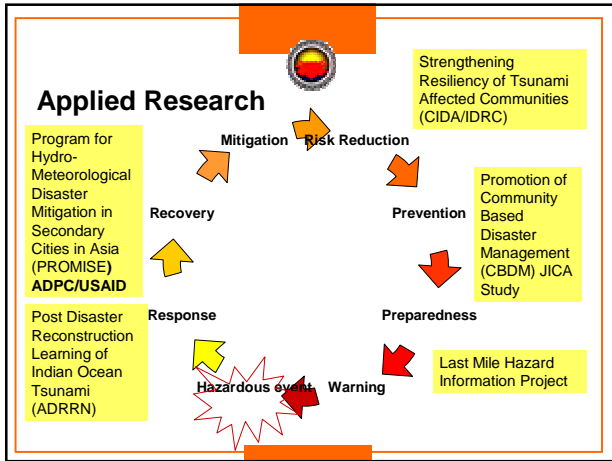 Applied Research
Strengthening
Resiliency of Tsunami
Affected Communities
(CIDA/IDRC)
Mitigation
Risk Reduction
Program for
Hydro-
Meteorological
Disaster
Mitigation in
Secondary
Cities in Asia
(PROMISE)
ADPC/USAID
Recovery
Prevention
Promotion of
Community
Based
Disaster
Management
(CBDM) JICA
Study
Post Disaster
Reconstruction
Learning of
Indian Ocean
Tsunami
(ADRRN)
Response
Preparedness
Last Mile Hazard
Information Project
Hazardous event
Warning